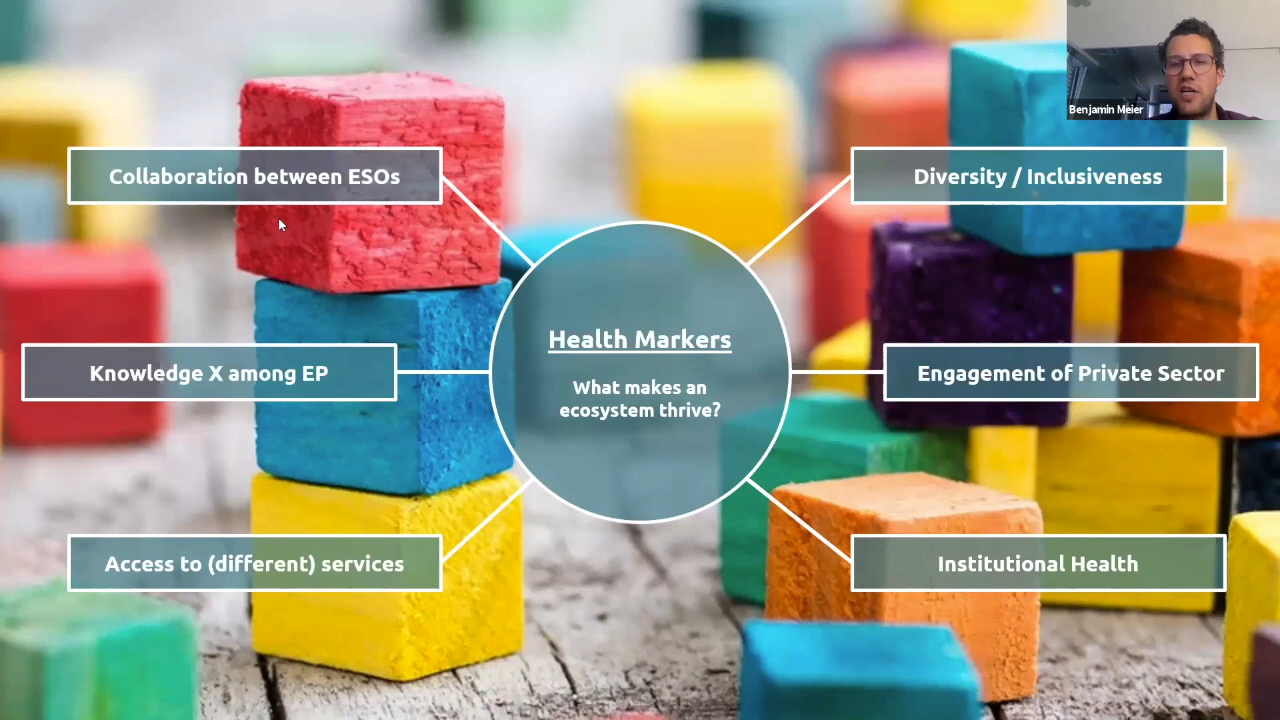 Benjamin Meier
Collaboration between ESOs
Diversity / Inclusiveness
Health Markers
What makes an
ecosystem thrive?
Knowledge X among EP
Engagement of Private Sector
Access to (different) services
Institutional Health